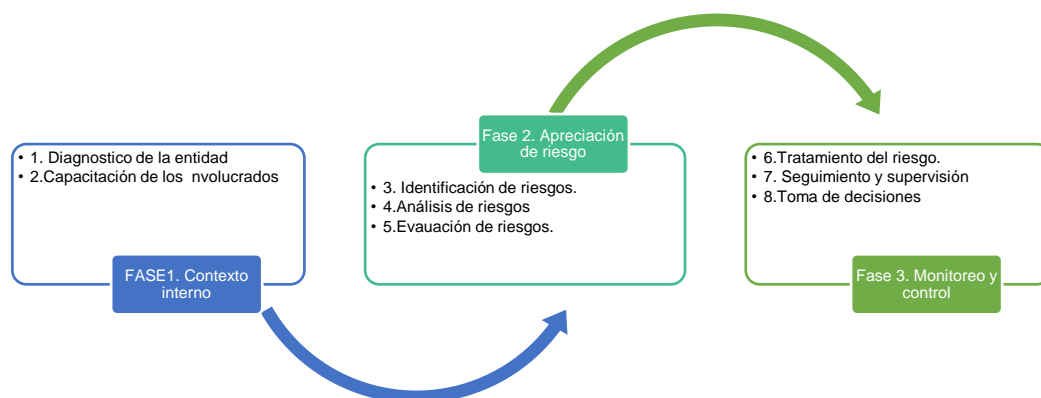 • 1. Diagnostico de la entidad
• 2.Capacitación de los nvolucrados
FASE1. Contexto
interno
Fase 2. Apreciación
de riesgo
• 3. Identificación de riesgos.
• 4.Análisis de riesgos
• 5.Evauación de riesgos.
• 6.Tratamiento del riesgo.
• 7. Seguimiento y supervisión
• 8.Toma de decisiones
Fase 3. Monitoreo y
control